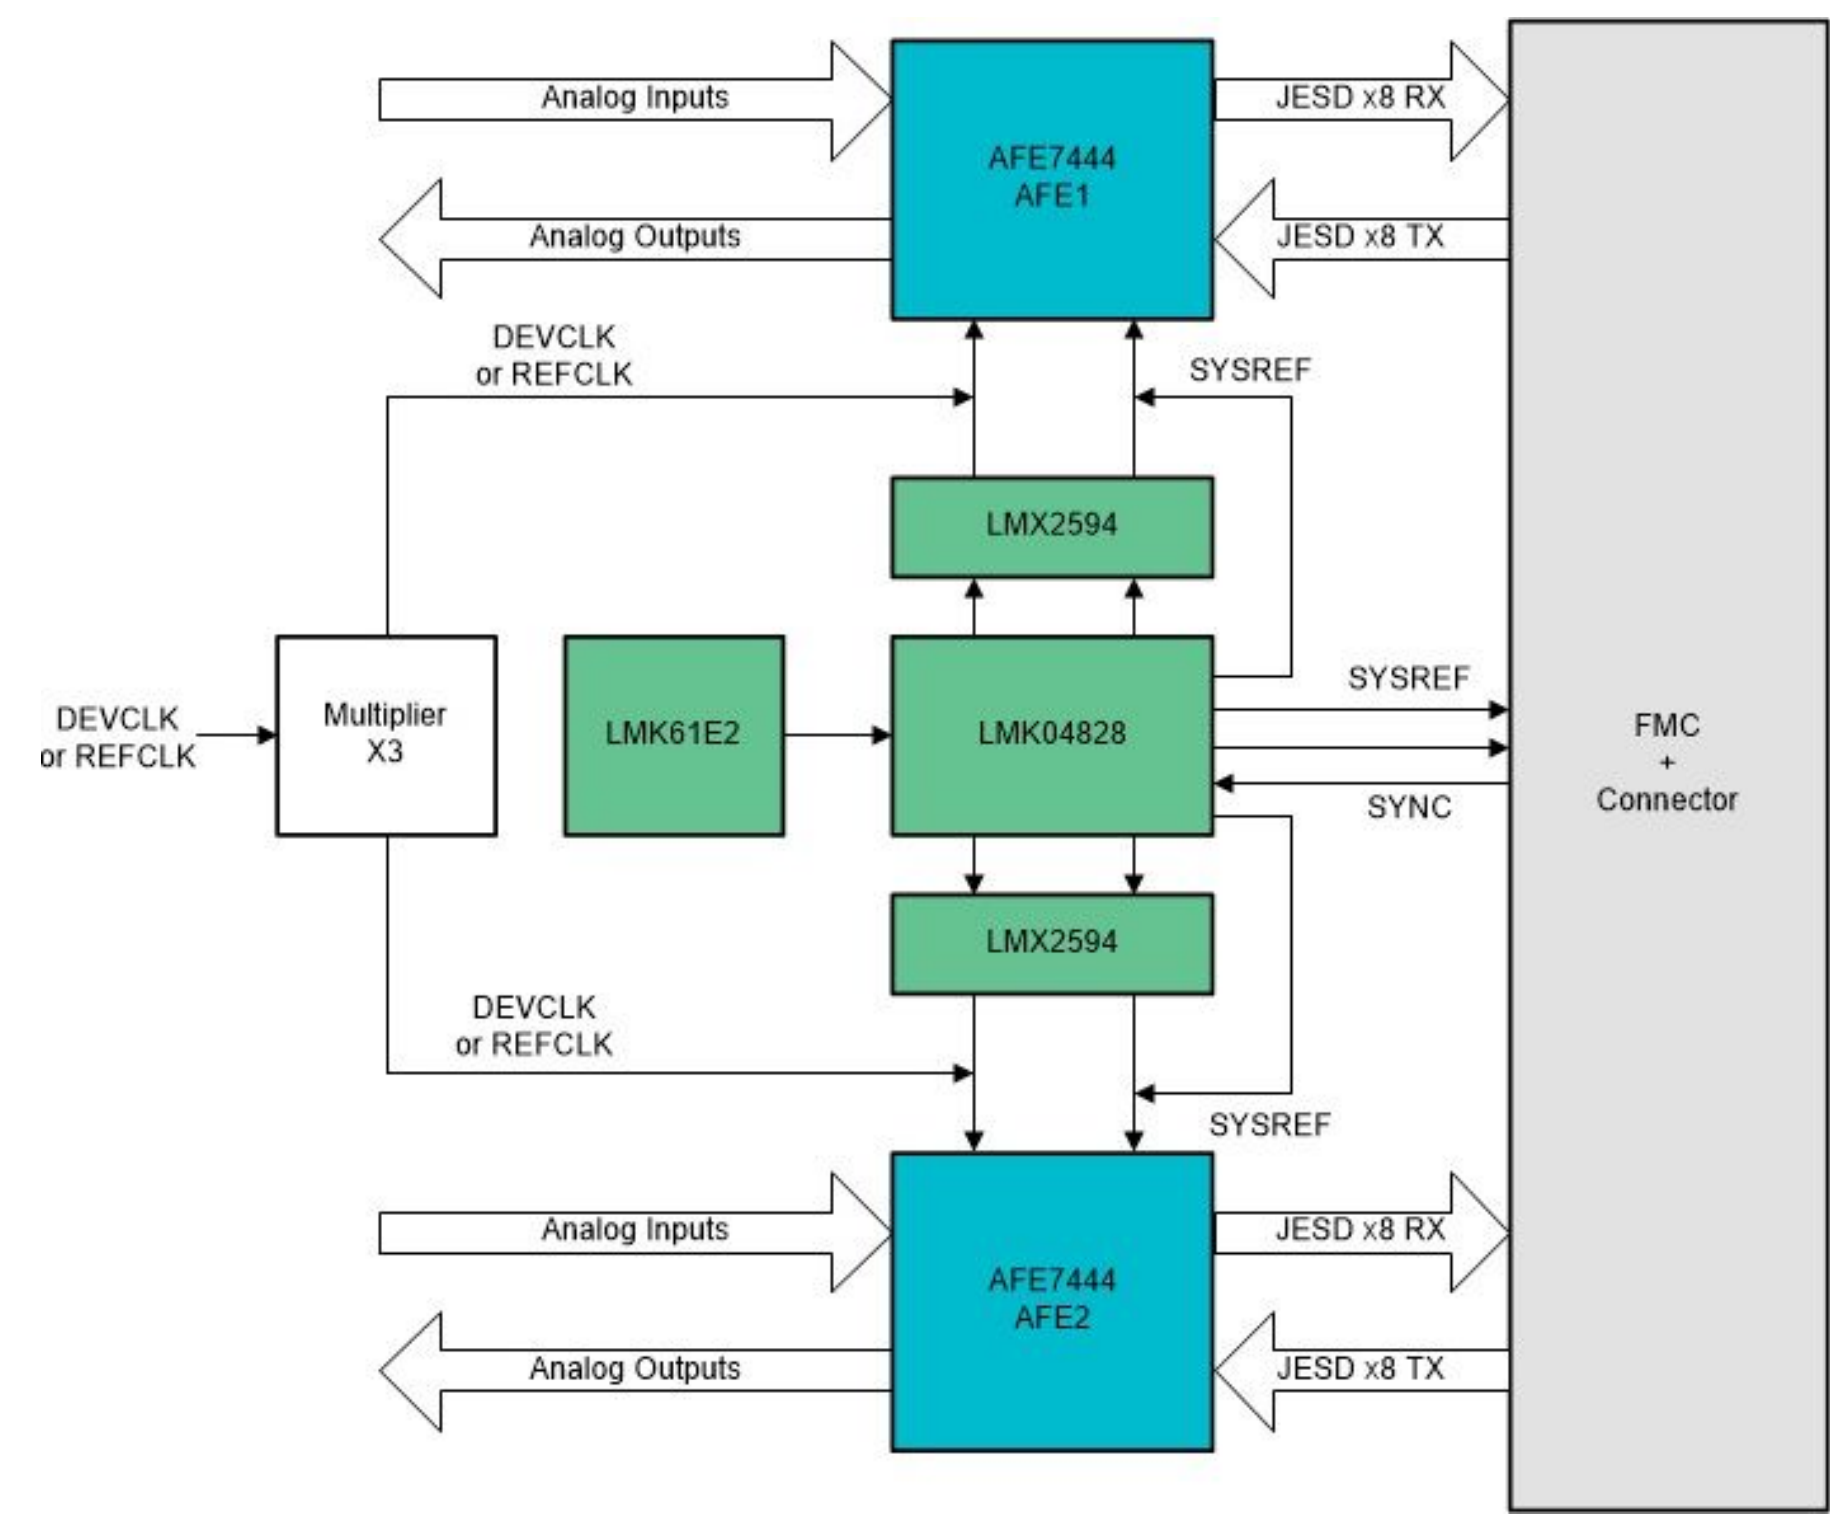 Analog Inputs
JESD x8 RX
AFE7444
AFE1
Analog Outputs
JESD x8 TX
DEVCLK
or REFCLK
SYSREF
LMX2594
DEVCLK
or REFCLK
Multiplier
X3
LMK61E2
LMK04828
SYSREF
SYNC
FMC
+
Connector
LMX2594
DEVCLK
or REFCLK
SYSREF
Analog Inputs
JESD x8 RX
AFE7444
AFE2
Analog Outputs
JESD x8 TX